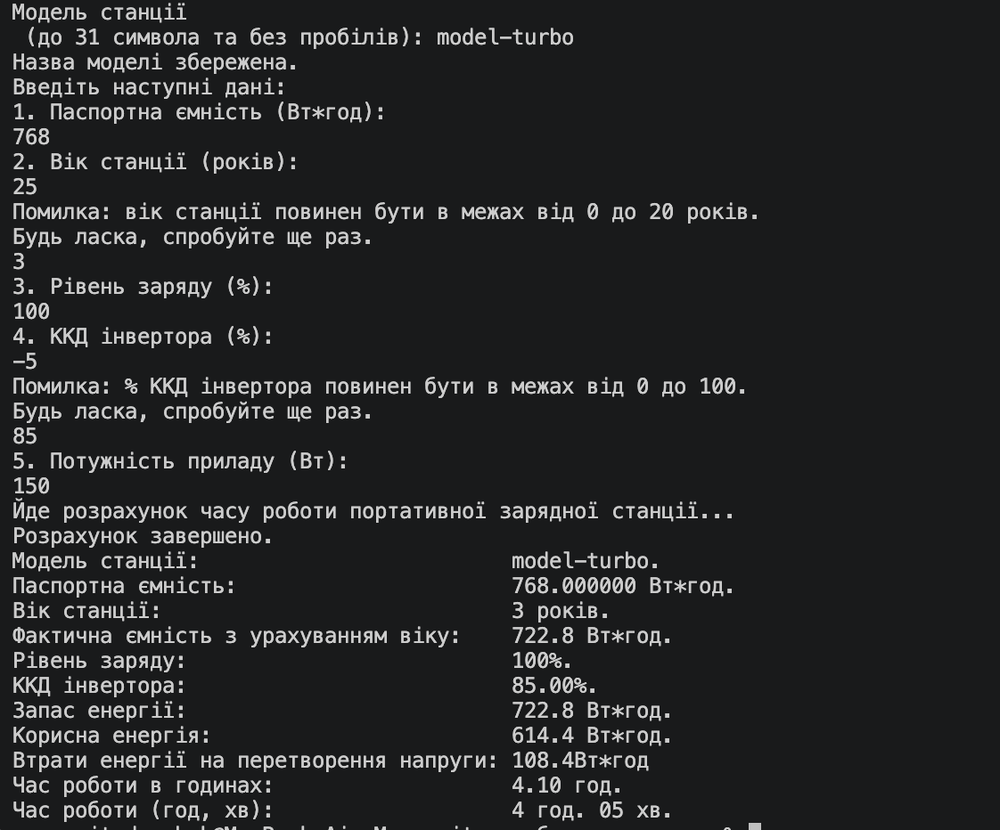 Модель станції
(до 31 символа та без пробілів): model-turbo
Назва моделі збережена.
Введіть наступні дані:
1. Паспортна ємність (Вт*год):
768
2. Вік станції (років):
25
Помилка: вік станції повинен бути в межах від 0 до 20 років.
Будь ласка, спробуйте ще раз.
3
3. Рівень заряду (%):
100
4. ККД інвертора (%):
-5
Помилка: % ККД інвертора повинен бути в межах від 0 до 100.
Будь ласка, спробуйте ще раз.
85
5. Потужність приладу (Вт):
150
Йде розрахунок часу роботи портативної зарядної станції...
Розрахунок завершено.
Модель станції: model-turbo.
Паспортна ємність: 768.000000 Вт*год.
Вік станції: 3 років.
Фактична ємність з урахуванням віку: 722.8 Вт*год.
Рівень заряду: 100%.
ККД інвертора: 85.00%.
Запас енергії: 722.8 Вт*год.
Корисна енергія: 614.4 Вт*год.
Втрати енергії на перетворення напруги: 108.4Вт*год
Час роботи в годинах: 4.10 год.
Час роботи (год, хв): 4 год. 05 хв.